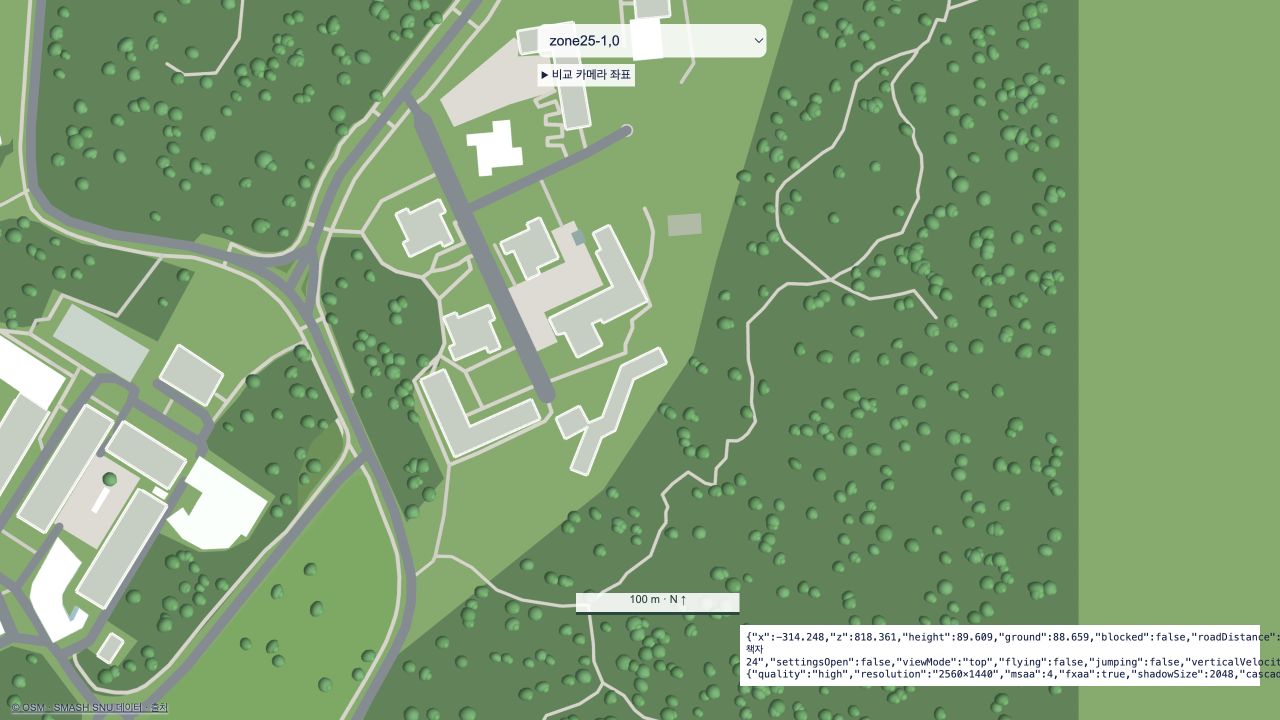 zone25-1,0
▶ 비교 카메라 좌표
100 m · N ↑
{"x":−314.248,"z":818.361,"height":89.609,"ground":88.659,"blocked":false,"roadDistance":
책자
24","settingsOpen":false,"viewMode":"top","flying":false,"jumping":false,"verticalVelocit
{"quality":"high","resolution":"2560×1440","msaa":4,"fxaa":true,"shadowSize":2048,"cascad
© OSM · SMASH SNU 데이터 · 출처